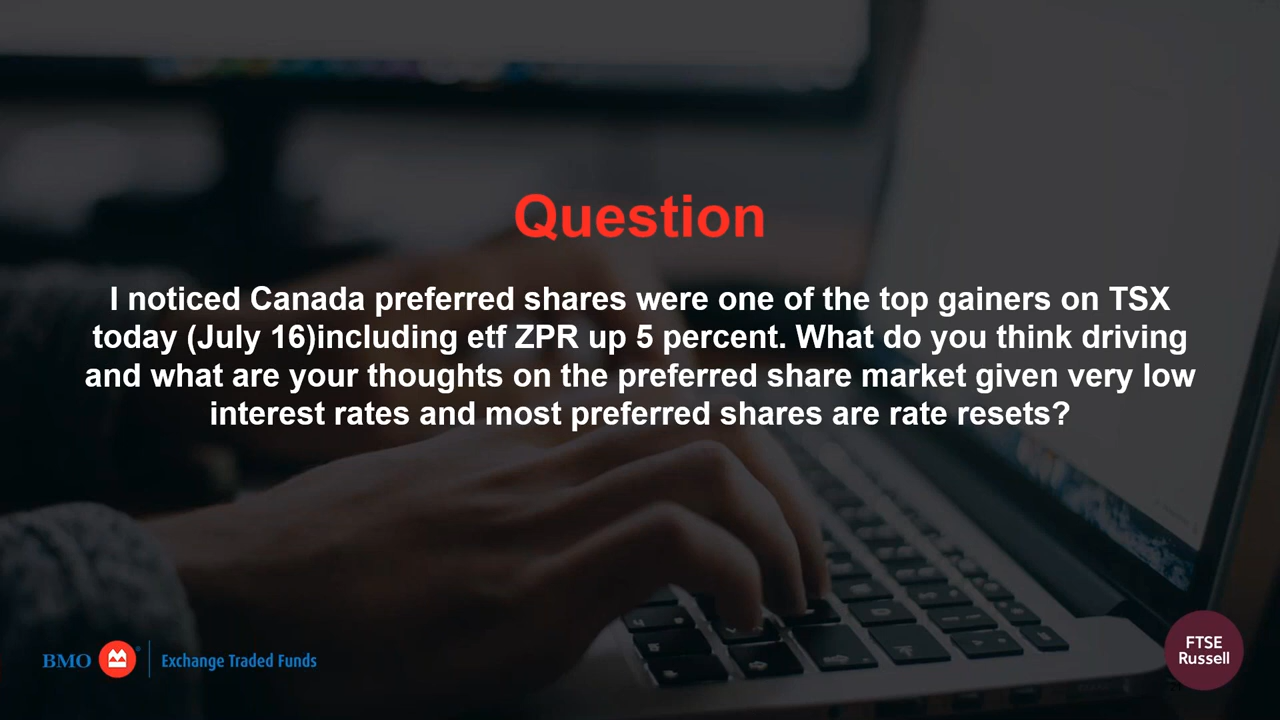 Question
I noticed Canada preferred shares were one of the top gainers on TSX
today (July 16)including etf ZPR up 5 percent. What do you think driving
and what are your thoughts on the preferred share market given very low
interest rates and most preferred shares are rate resets?
BMO Exchange Traded Funds
FTSE
Russell